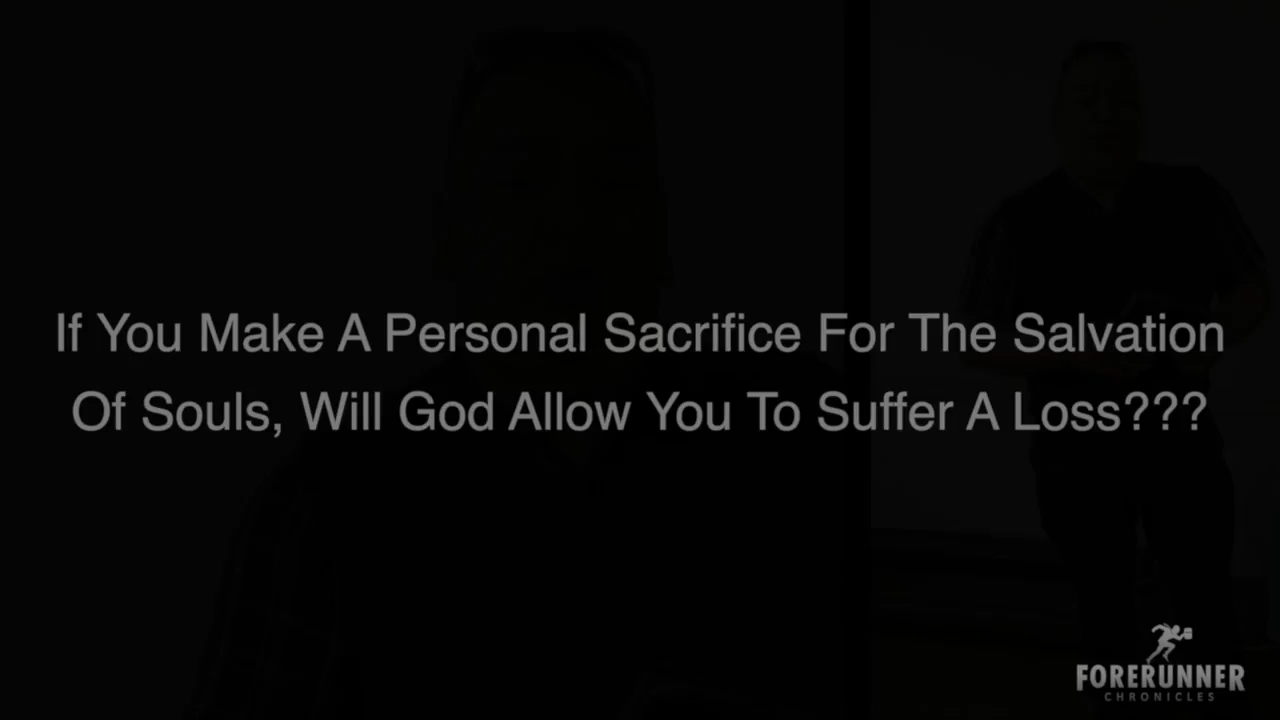 If You Make A Personal Sacrifice For The Salvation
Of Souls, Will God Allow You To Suffer A Loss???
FORERUNNER
CHRONICLES